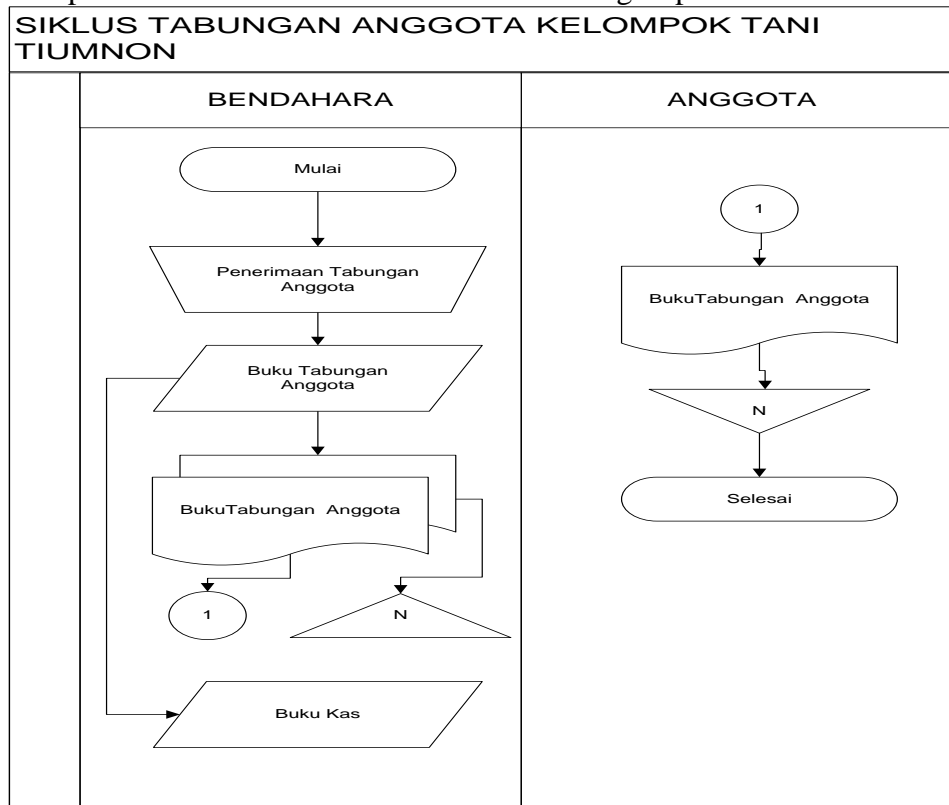 SIKLUS TABUNGAN ANGGOTA KELOMPOK TANI
TIUMNON
BENDAHARA
ANGGOTA
Mulai
Penerimaan Tabungan
Anggota
Buku Tabungan
Anggota
BukuTabungan Anggota
1
N
Buku Kas
1
BukuTabungan Anggota
N
Selesai